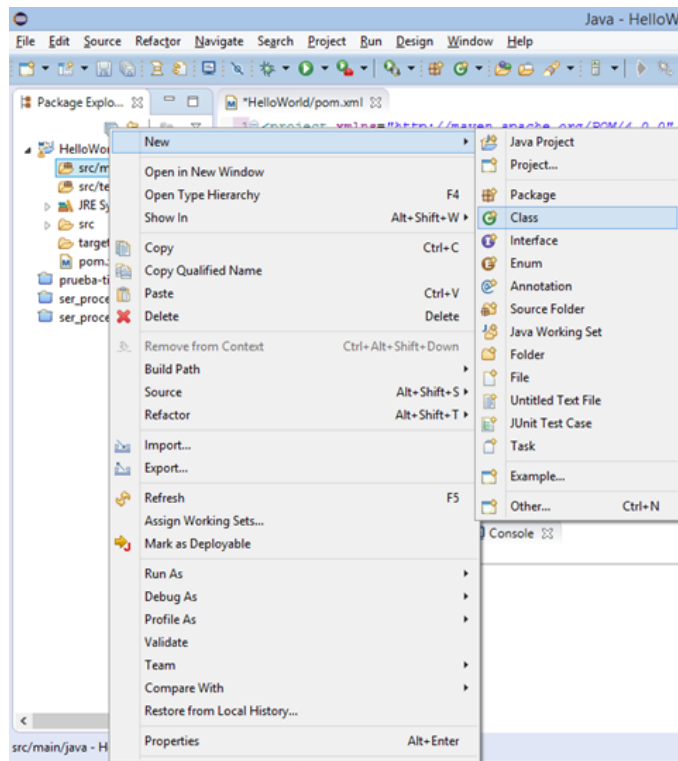 Java - HelloW
File Edit Source Refactor Navigate Search Project Run Design Window Help
Package Explo...
*HelloWorld/pom.xml
<project xmlns="http://maven.apache.org/POM/4.0.0"
HelloWo
src/m
src/te
JRE Sy
src
target
pom.
prueba-ti
ser_proce
ser_proce
New
Open in New Window
Open Type Hierarchy F4
Show In Alt+Shift+W
Copy Ctrl+C
Copy Qualified Name
Paste Ctrl+V
Delete Delete
Remove from Context Ctrl+Alt+Shift+Down
Build Path
Source Alt+Shift+S
Refactor Alt+Shift+T
Import...
Export...
Refresh F5
Assign Working Sets...
Mark as Deployable
Run As
Debug As
Profile As
Validate
Team
Compare With
Restore from Local History...
Properties Alt+Enter
Java Project
Project...
Package
Class
Interface
Enum
Annotation
Source Folder
Java Working Set
Folder
File
Untitled Text File
JUnit Test Case
Task
Example...
Other... Ctrl+N
Console
src/main/java - H